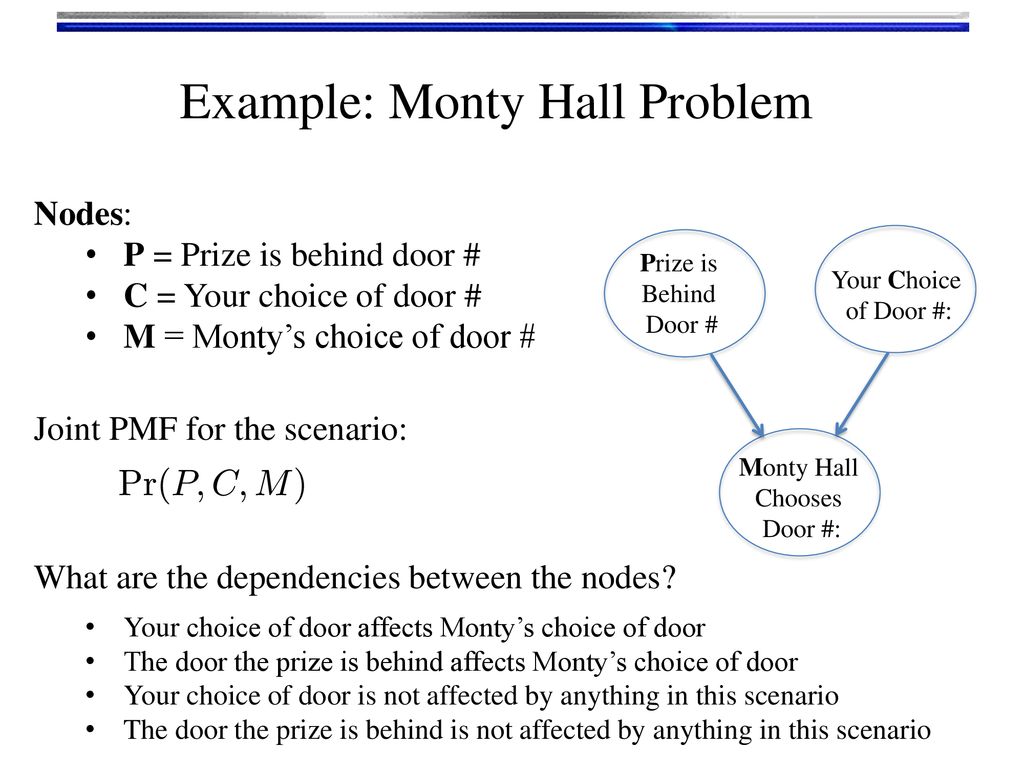 Example: Monty Hall Problem
Nodes:
• P = Prize is behind door #
• C = Your choice of door #
• M = Monty’s choice of door #
Prize is
Behind
Door #
Your Choice
of Door #:
Monty Hall
Chooses
Door #:
Joint PMF for the scenario:
Pr(P, C, M)
What are the dependencies between the nodes?
• Your choice of door affects Monty’s choice of door
• The door the prize is behind affects Monty’s choice of door
• Your choice of door is not affected by anything in this scenario
• The door the prize is behind is not affected by anything in this scenario